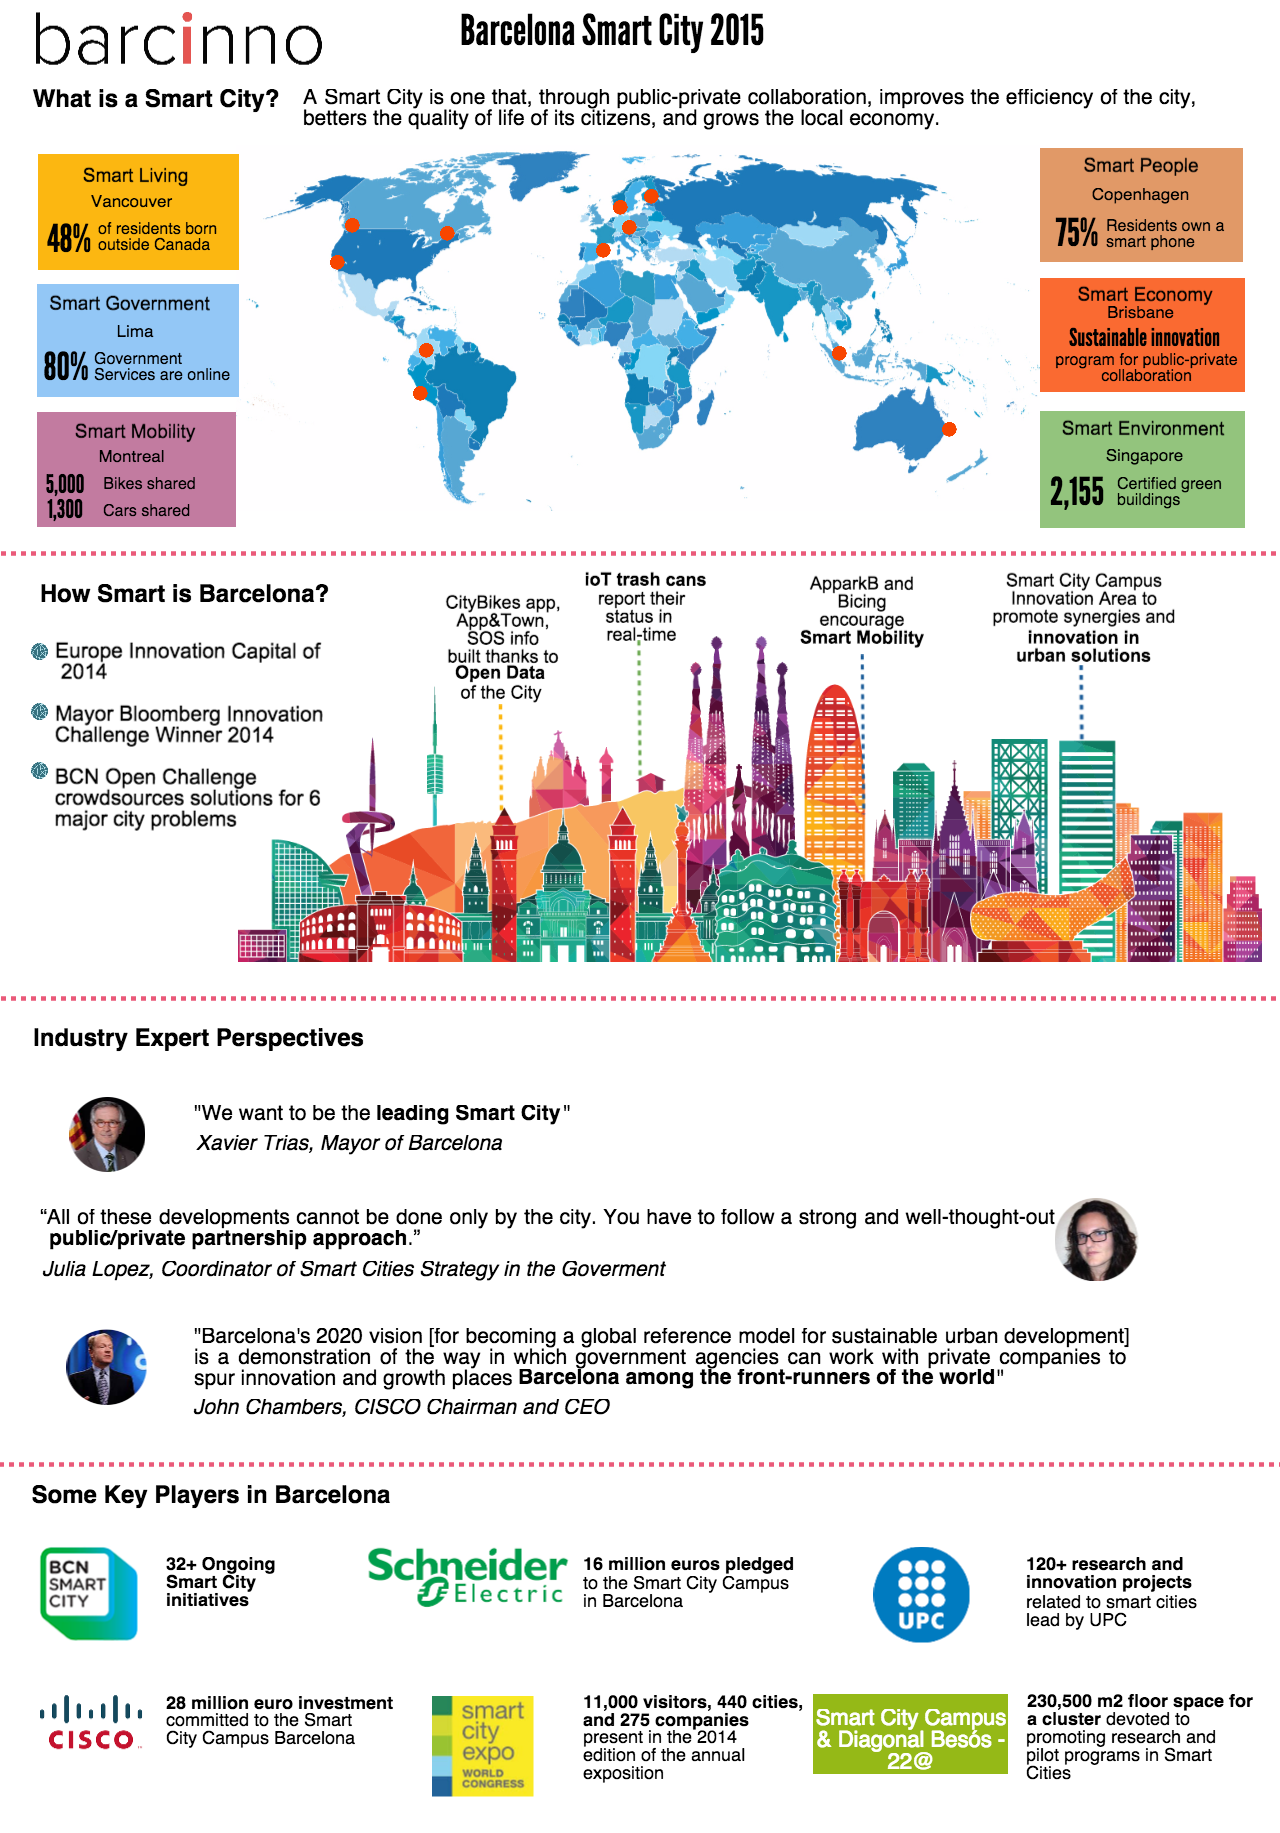 barcinno
Barcelona Smart City 2015
What is a Smart City?
A Smart City is one that, through public-private collaboration, improves the efficiency of the city,
betters the quality of life of its citizens, and grows the local economy.
Smart Living
Vancouver
48% of residents born
outside Canada
Smart Government
Lima
80% Government
Services are online
Smart Mobility
Montreal
5,000 Bikes shared
1,300 Cars shared
Smart People
Copenhagen
75% Residents own a
smart phone
Smart Economy
Brisbane
Sustainable innovation
program for public-private
collaboration
Smart Environment
Singapore
2,155 Certified green
buildings
How Smart is Barcelona?
Europe Innovation Capital of
2014
Mayor Bloomberg Innovation
Challenge Winner 2014
BCN Open Challenge
crowdsources solutions for 6
major city problems
CityBikes app,
App&Town,
SOS info
built thanks to
Open Data
of the City
ioT trash cans
report their
status in
real-time
ApparkB and
Bicing
encourage
Smart Mobility
Smart City Campus
Innovation Area to
promote synergies and
innovation in
urban solutions
Industry Expert Perspectives
"We want to be the leading Smart City"
Xavier Trias, Mayor of Barcelona
“All of these developments cannot be done only by the city. You have to follow a strong and well-thought-out
public/private partnership approach.”
Julia Lopez, Coordinator of Smart Cities Strategy in the Goverment
"Barcelona's 2020 vision [for becoming a global reference model for sustainable urban development]
is a demonstration of the way in which government agencies can work with private companies to
spur innovation and growth places Barcelona among the front-runners of the world"
John Chambers, CISCO Chairman and CEO
Some Key Players in Barcelona
BCN
SMART
CITY
32+ Ongoing
Smart City
initiatives
Schneider
Electric
16 million euros pledged
to the Smart City Campus
in Barcelona
UPC
120+ research and
innovation projects
related to smart cities
lead by UPC
CISCO
28 million euro investment
committed to the Smart
City Campus Barcelona
smart
city
expo
WORLD
CONGRESS
11,000 visitors, 440 cities,
and 275 companies
present in the 2014
edition of the annual
exposition
Smart City Campus
& Diagonal Besós -
22@
230,500 m2 floor space for
a cluster devoted to
promoting research and
pilot programs in Smart
Cities